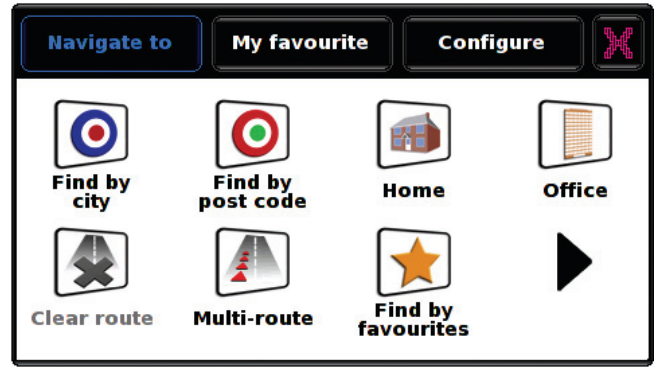 Navigate to
My favourite
Configure
Find by
city
Find by
post code
Home
Office
Clear route
Multi-route
Find by
favourites